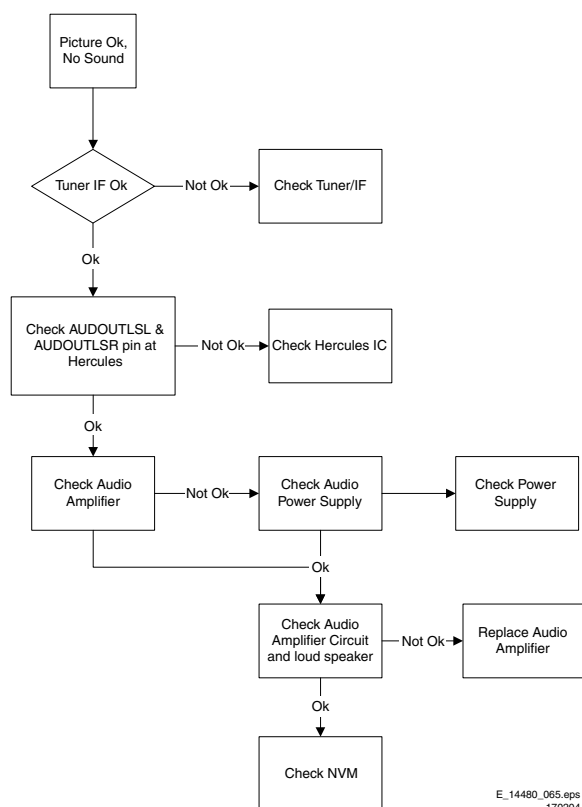 Picture Ok,
No Sound
Tuner IF Ok
Not Ok
Check Tuner/IF
Ok
Check AUDOUTLSL &
AUDOUTLSR pin at
Hercules
Not Ok
Check Hercules IC
Ok
Check Audio
Amplifier
Not Ok
Check Audio
Power Supply
Check Power
Supply
Ok
Check Audio
Amplifier Circuit
and loud speaker
Not Ok
Replace Audio
Amplifier
Ok
Check NVM
E_14480_065.eps
170204